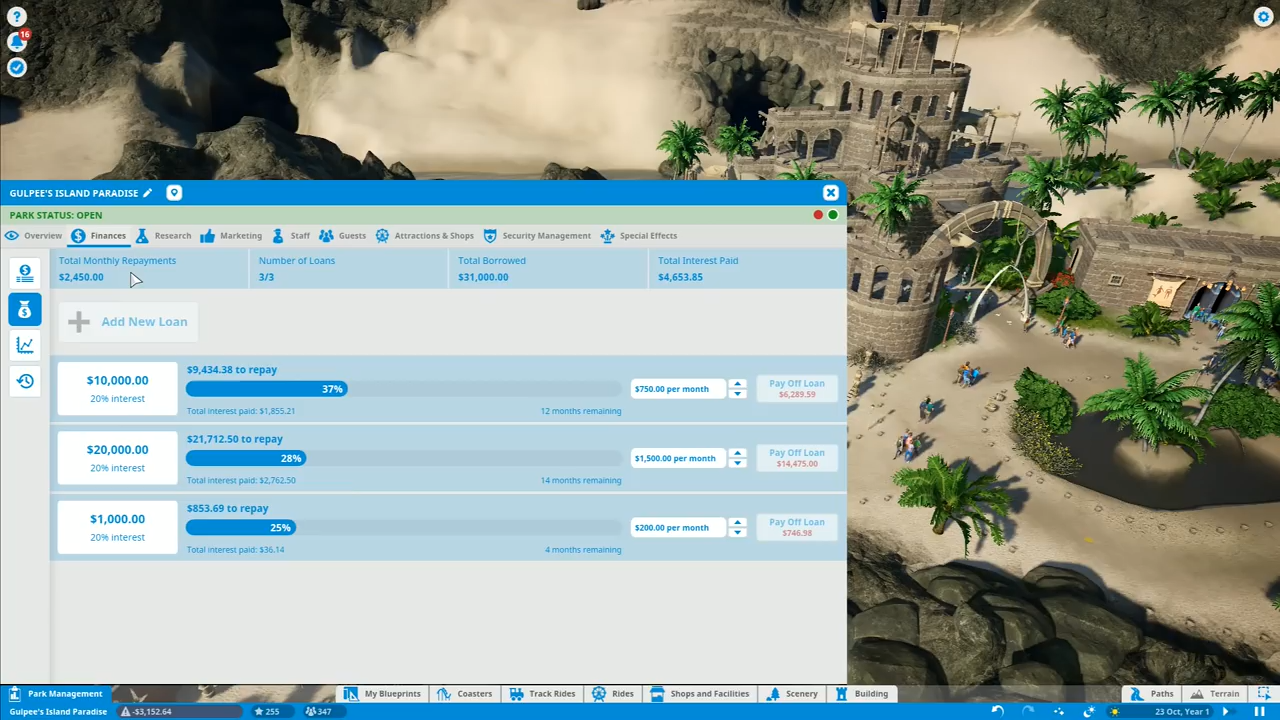 ?
16
GULPEE'S ISLAND PARADISE
PARK STATUS: OPEN
Overview Finances Research Marketing Staff Guests Attractions & Shops Security Management Special Effects
Total Monthly Repayments Number of Loans Total Borrowed Total Interest Paid
$2,450.00 3/3 $31,000.00 $4,653.85
Add New Loan
$9,434.38 to repay
$10,000.00 37% $750.00 per month Pay Off Loan
$6,289.59
20% interest
Total interest paid: $1,855.21 12 months remaining
$21,712.50 to repay
$20,000.00 28% $1,500.00 per month Pay Off Loan
$14,475.00
20% interest
Total interest paid: $2,762.50 14 months remaining
$853.69 to repay
$1,000.00 25% $200.00 per month Pay Off Loan
$746.98
20% interest
Total interest paid: $36.14 4 months remaining
Park Management My Blueprints Coasters Track Rides Rides Shops and Facilities Scenery Building Paths Terrain
Gulpee's Island Paradise -$3,152.64 255 347 23 Oct, Year 1